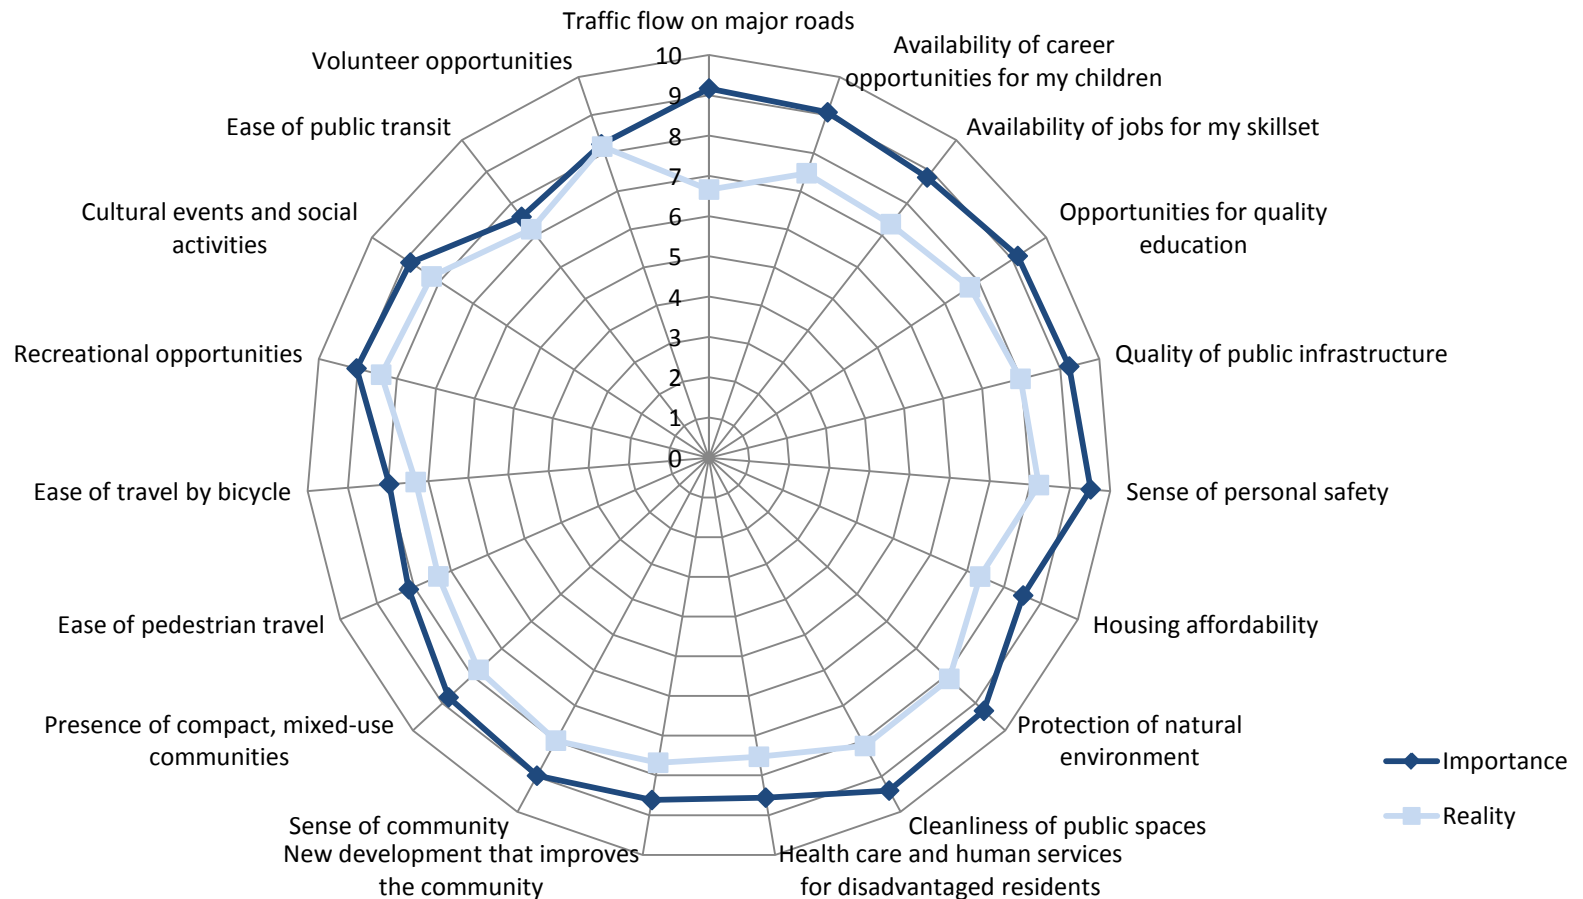 Traffic flow on major roads
Availability of career
opportunities for my children
Availability of jobs for my skillset
Opportunities for quality
education
Quality of public infrastructure
Sense of personal safety
Housing affordability
Protection of natural
environment
Cleanliness of public spaces
Health care and human services
for disadvantaged residents
New development that improves
the community
Sense of community
Presence of compact, mixed-use
communities
Ease of pedestrian travel
Ease of travel by bicycle
Recreational opportunities
Cultural events and social
activities
Ease of public transit
Volunteer opportunities
10
9
8
7
6
5
4
3
2
1
0
Importance
Reality